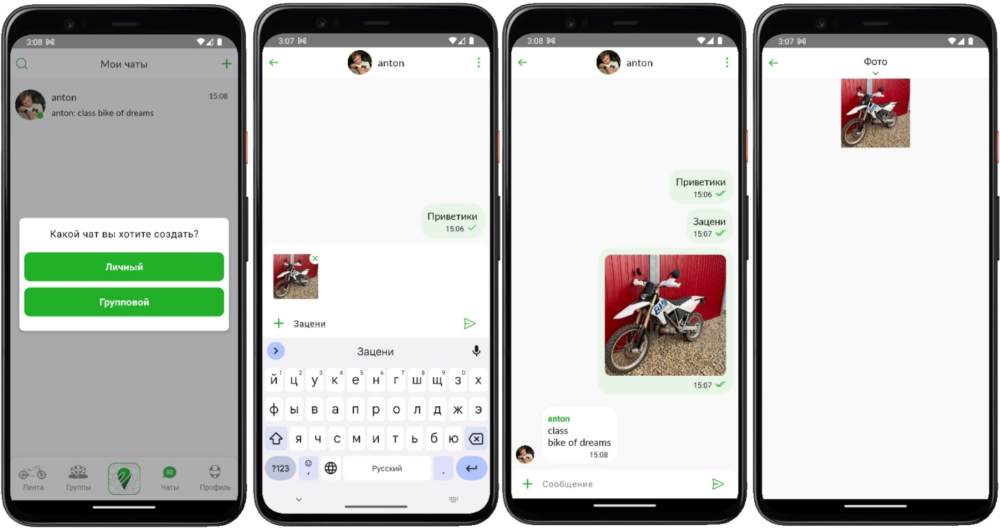 3:08
Мои чаты
anton
15:08
anton: class bike of dreams
Какой чат вы хотите создать?
Личный
Групповой
Лента
Группы
Чаты
Профиль
3:07
anton
Приветики
15:06
Зацени
Зацени
й1 ц2 у3 к4 е5 н6 г7 ш8 щ9 з0 х
ф ы в а п р о л д ж э
я ч с м и т ь б ю
?123 , Русский .
3:08
anton
Приветики
15:06
Зацени
15:07
BMW
15:07
anton
class
bike of dreams
15:08
Сообщение
3:07
Фото